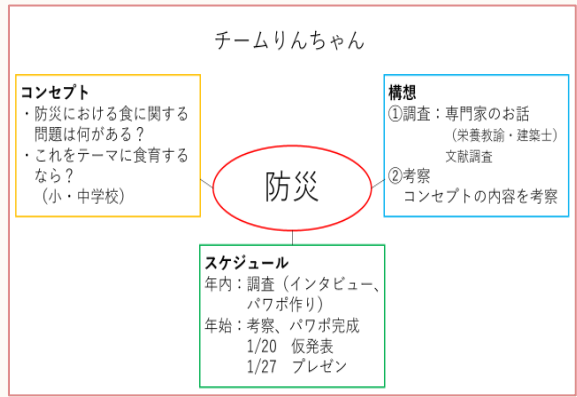 チームりんちゃん
コンセプト
・防災における食に関する
問題は何がある？
・これをテーマに食育する
なら？
（小・中学校）
構想
①調査：専門家のお話
（栄養教諭・建築士）
文献調査
②考察
コンセプトの内容を考察
防災
スケジュール
年内：調査（インタビュー、
パワポ作り）
年始：考察、パワポ完成
1/20　仮発表
1/27　プレゼン